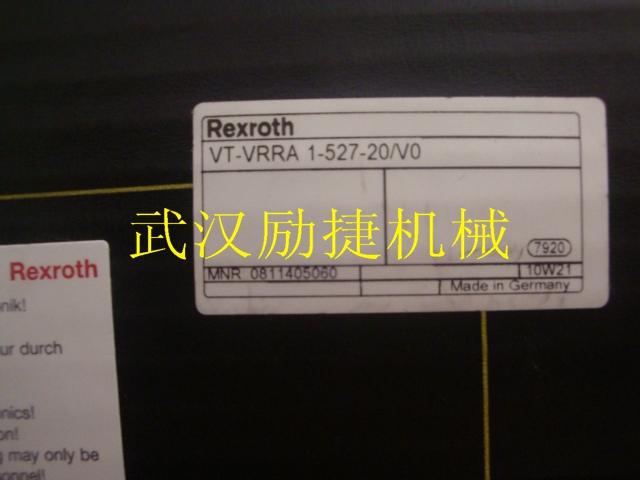 Rexroth
VT-VRRA 1-527-20/V0
武汉励捷机械
7920
MNR 0811405060
10W21
Made in Germany
Rexroth
nik!
ur durch
nics!
on!
g may only be
onnel!